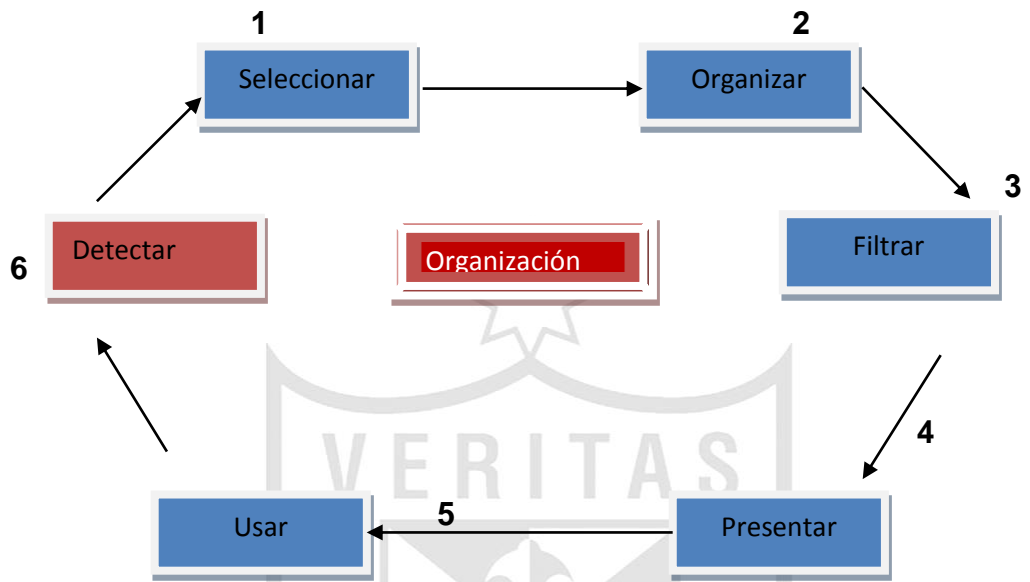 1
Seleccionar
2
Organizar
3
Filtrar
6
Detectar
Organización
4
VERITAS
Usar
5
Presentar